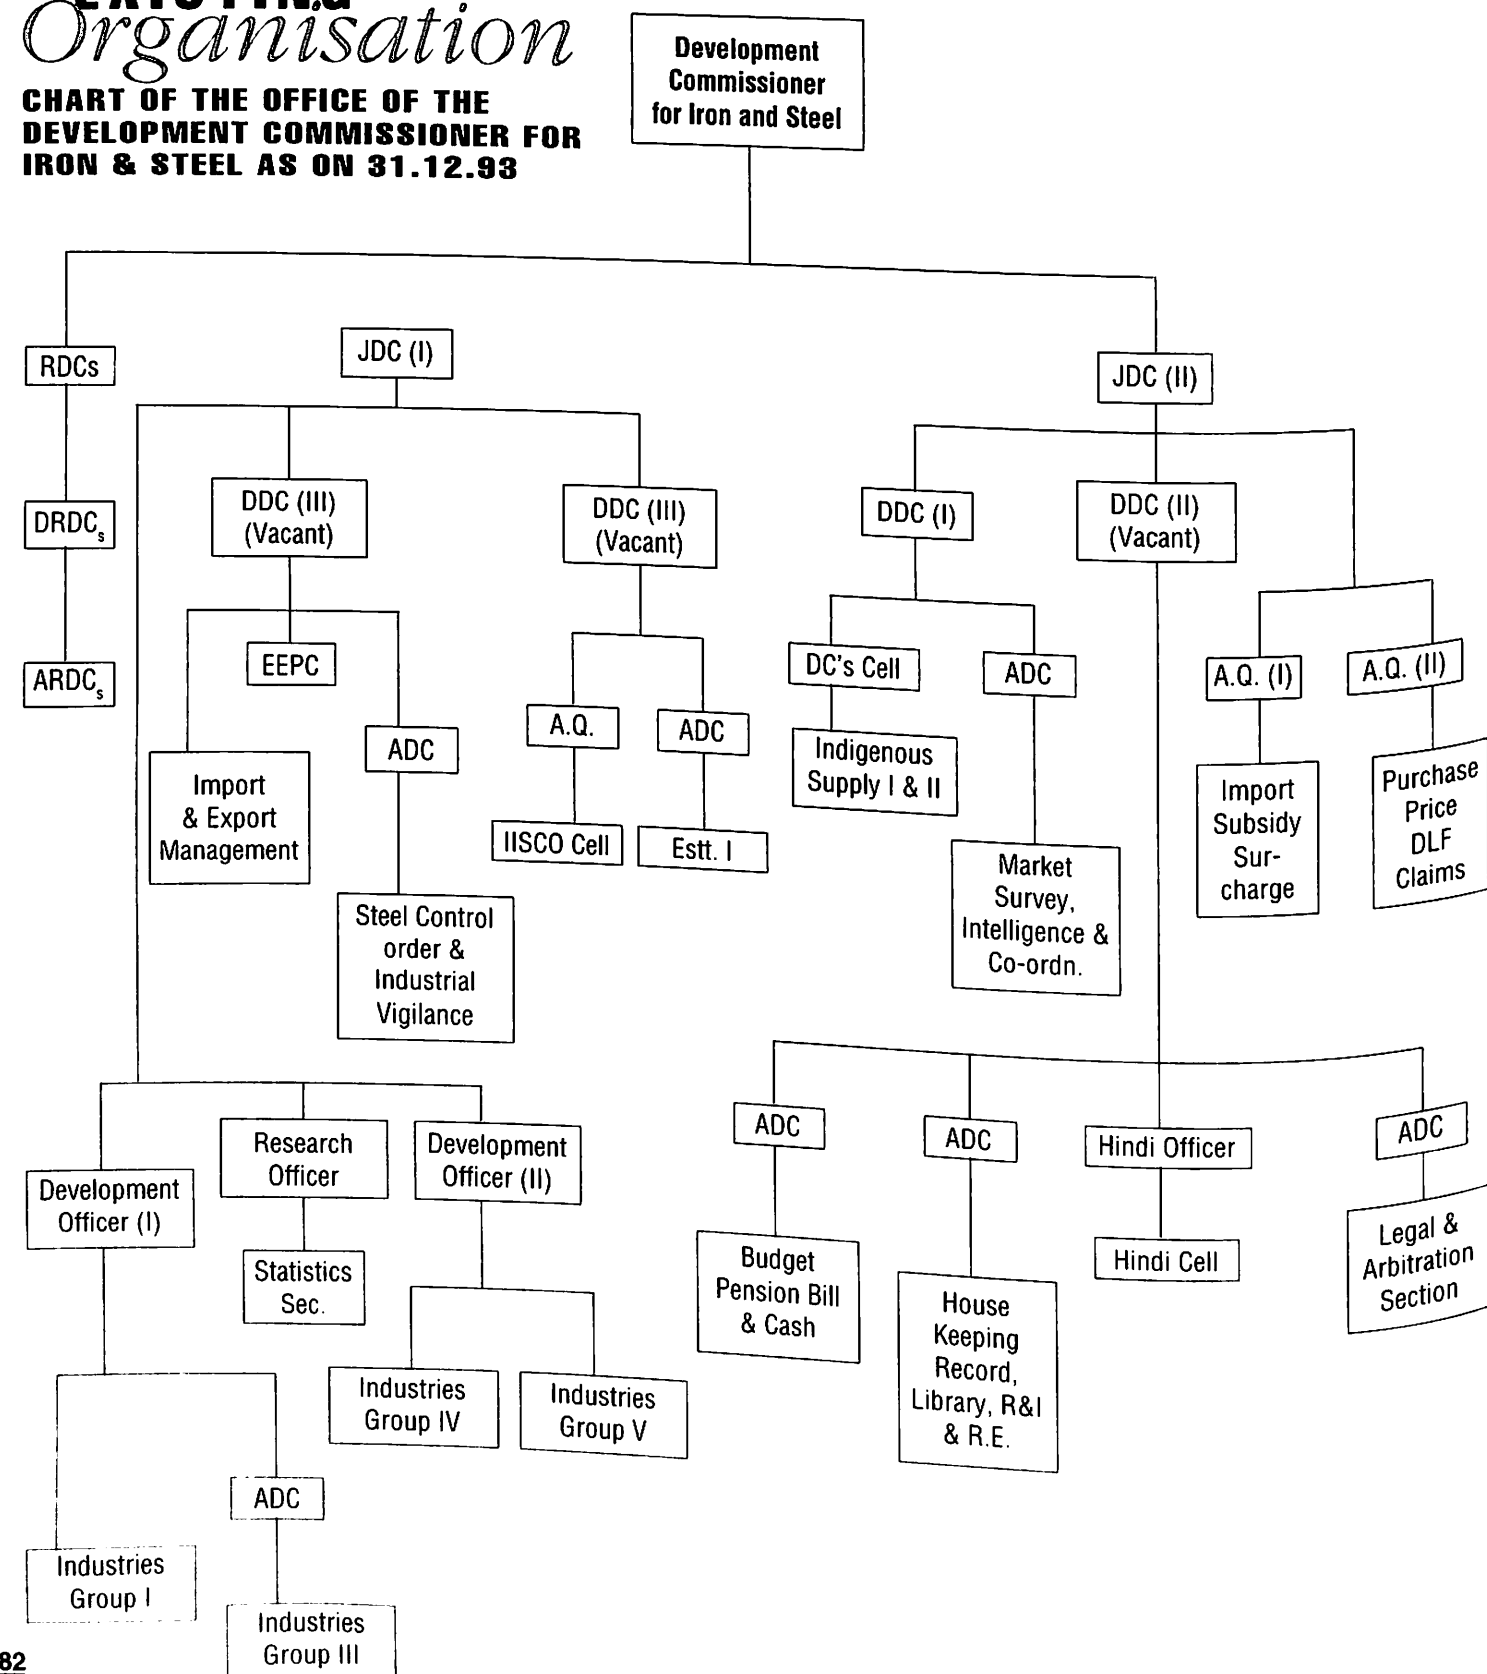 EXISTING
Organisation
CHART OF THE OFFICE OF THE
DEVELOPMENT COMMISSIONER FOR
IRON & STEEL AS ON 31.12.93
Development
Commissioner
for Iron and Steel
RDCs
JDC (I)
JDC (II)
DRDCs
DDC (III)
(Vacant)
DDC (III)
(Vacant)
DDC (I)
DDC (II)
(Vacant)
ARDCs
EEPC
ADC
A.Q.
ADC
DC's Cell
ADC
A.Q. (I)
A.Q. (II)
Import
& Export
Management
IISCO Cell
Estt. I
Indigenous
Supply I & II
Import
Subsidy
Sur-
charge
Purchase
Price
DLF
Claims
Steel Control
order &
Industrial
Vigilance
Market
Survey,
Intelligence &
Co-ordn.
Development
Officer (I)
Research
Officer
Development
Officer (II)
ADC
ADC
Hindi Officer
ADC
Statistics
Sec.
Budget
Pension Bill
& Cash
House
Keeping
Record,
Library, R&I
& R.E.
Hindi Cell
Legal &
Arbitration
Section
Industries
Group IV
Industries
Group V
ADC
Industries
Group I
Industries
Group III
82